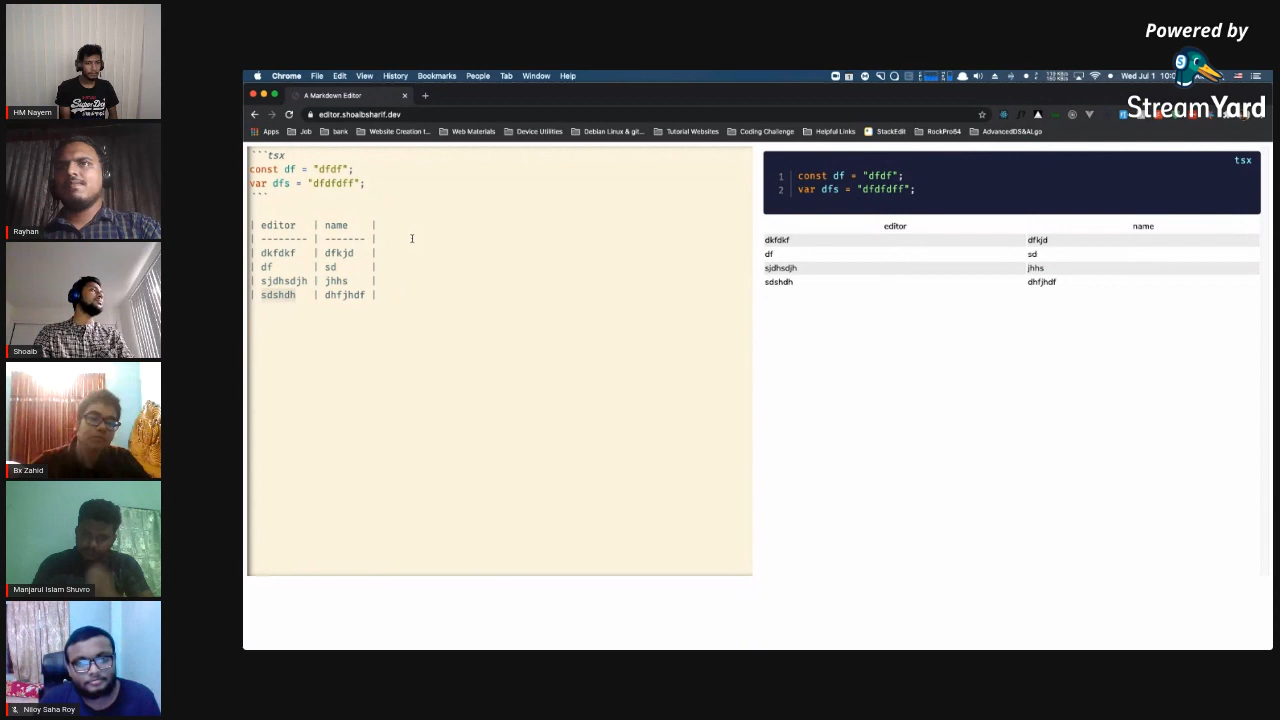 HM Nayem
Rayhan
Shoaib
Bx Zahid
Manjarul Islam Shuvro
Niloy Saha Roy
Powered by
StreamYard
Chrome File Edit View History Bookmarks People Tab Window Help
Wed Jul 1
A Markdown Editor
editor.shoaibsharif.dev
Apps Job bank Website Creation t... Web Materials Device Utilities Debian Linux & git... Tutorial Websites Coding Challenge Helpful Links StackEdit RockPro64 AdvancedDS&ALgo
```tsx
const df = "dfdf";
var dfs = "dfdfdff";
```
| editor | name |
| -------- | ------- |
| dkfdkf | dfkjd |
| df | sd |
| sjdhsdjh | jhhs |
| sdshdh | dhfjhdf |
tsx
1 const df = "dfdf";
2 var dfs = "dfdfdff";
editor name
dkfdkf dfkjd
df sd
sjdhsdjh jhhs
sdshdh dhfjhdf